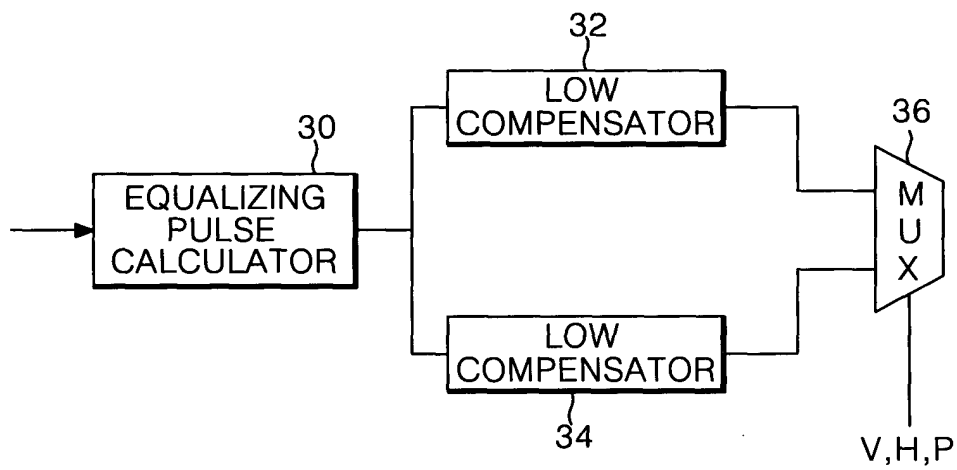 32
LOW
COMPENSATOR
36
30
EQUALIZING
PULSE
CALCULATOR
M
U
X
LOW
COMPENSATOR
34
V,H,P